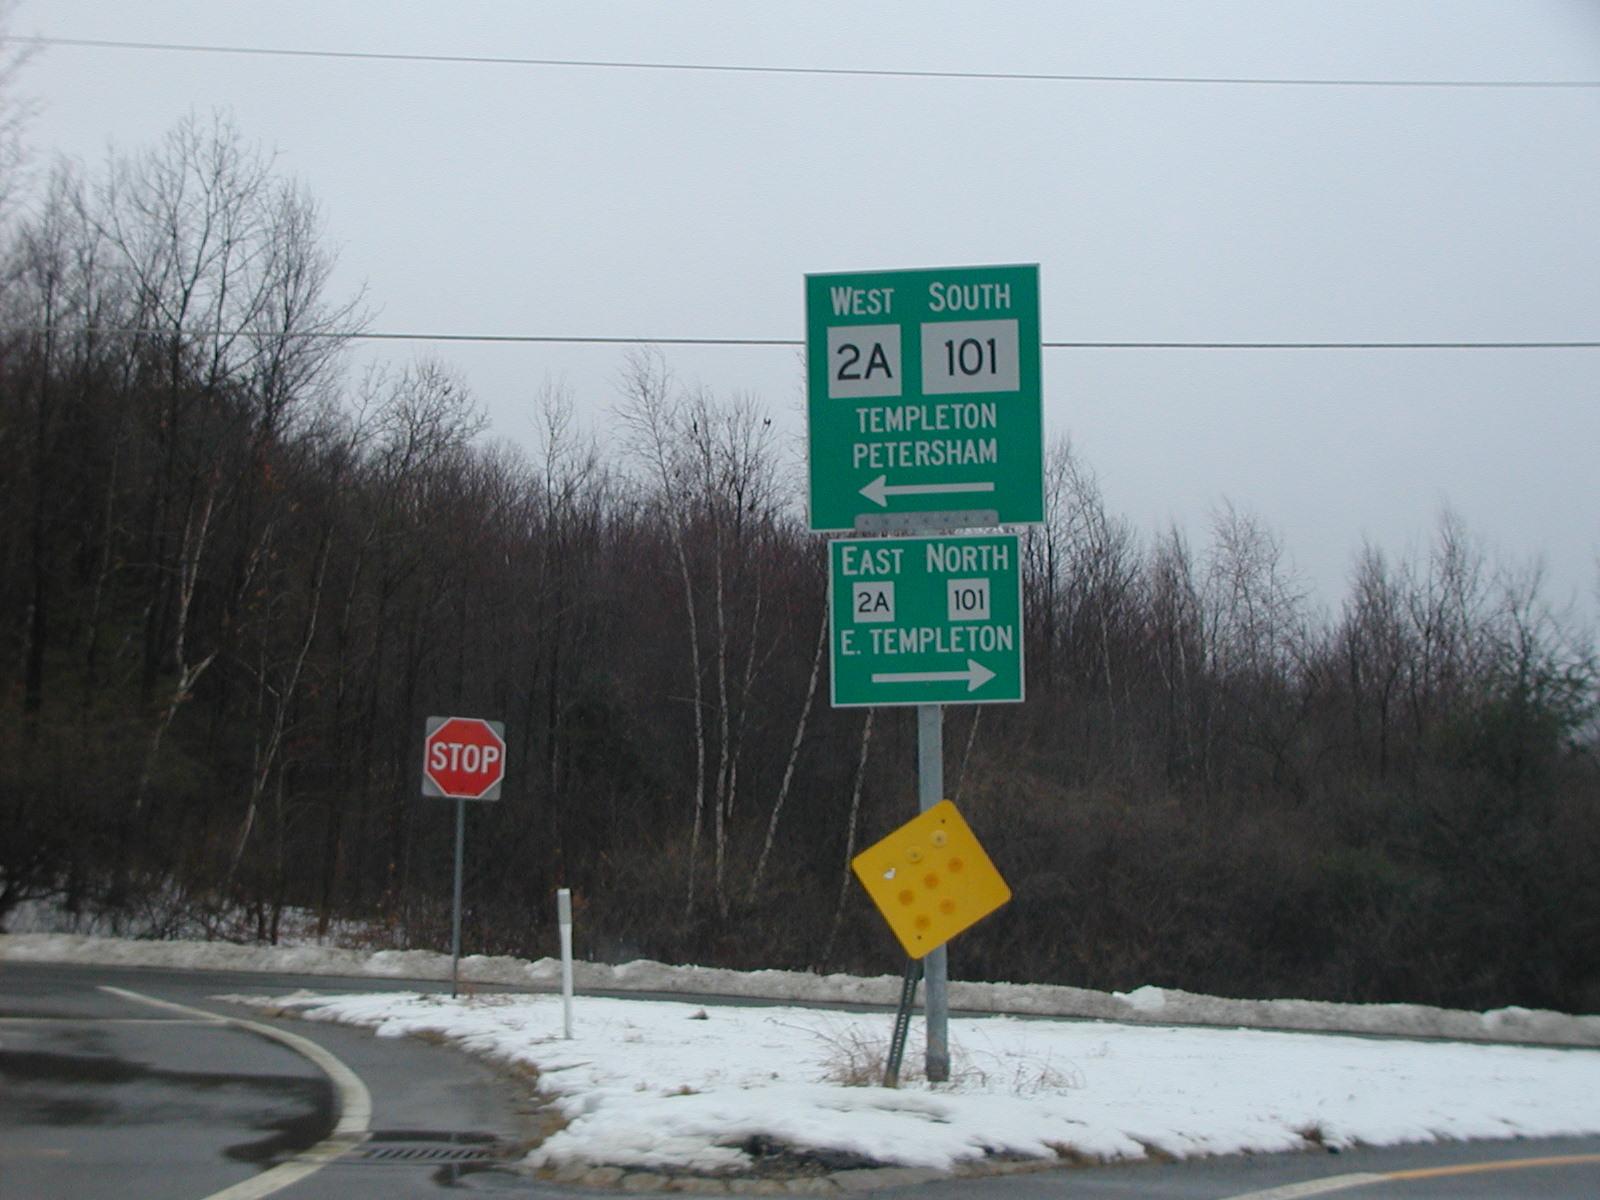 WEST SOUTH
2A 101
TEMPLETON
PETERSHAM
EAST NORTH
2A 101
E. TEMPLETON
STOP